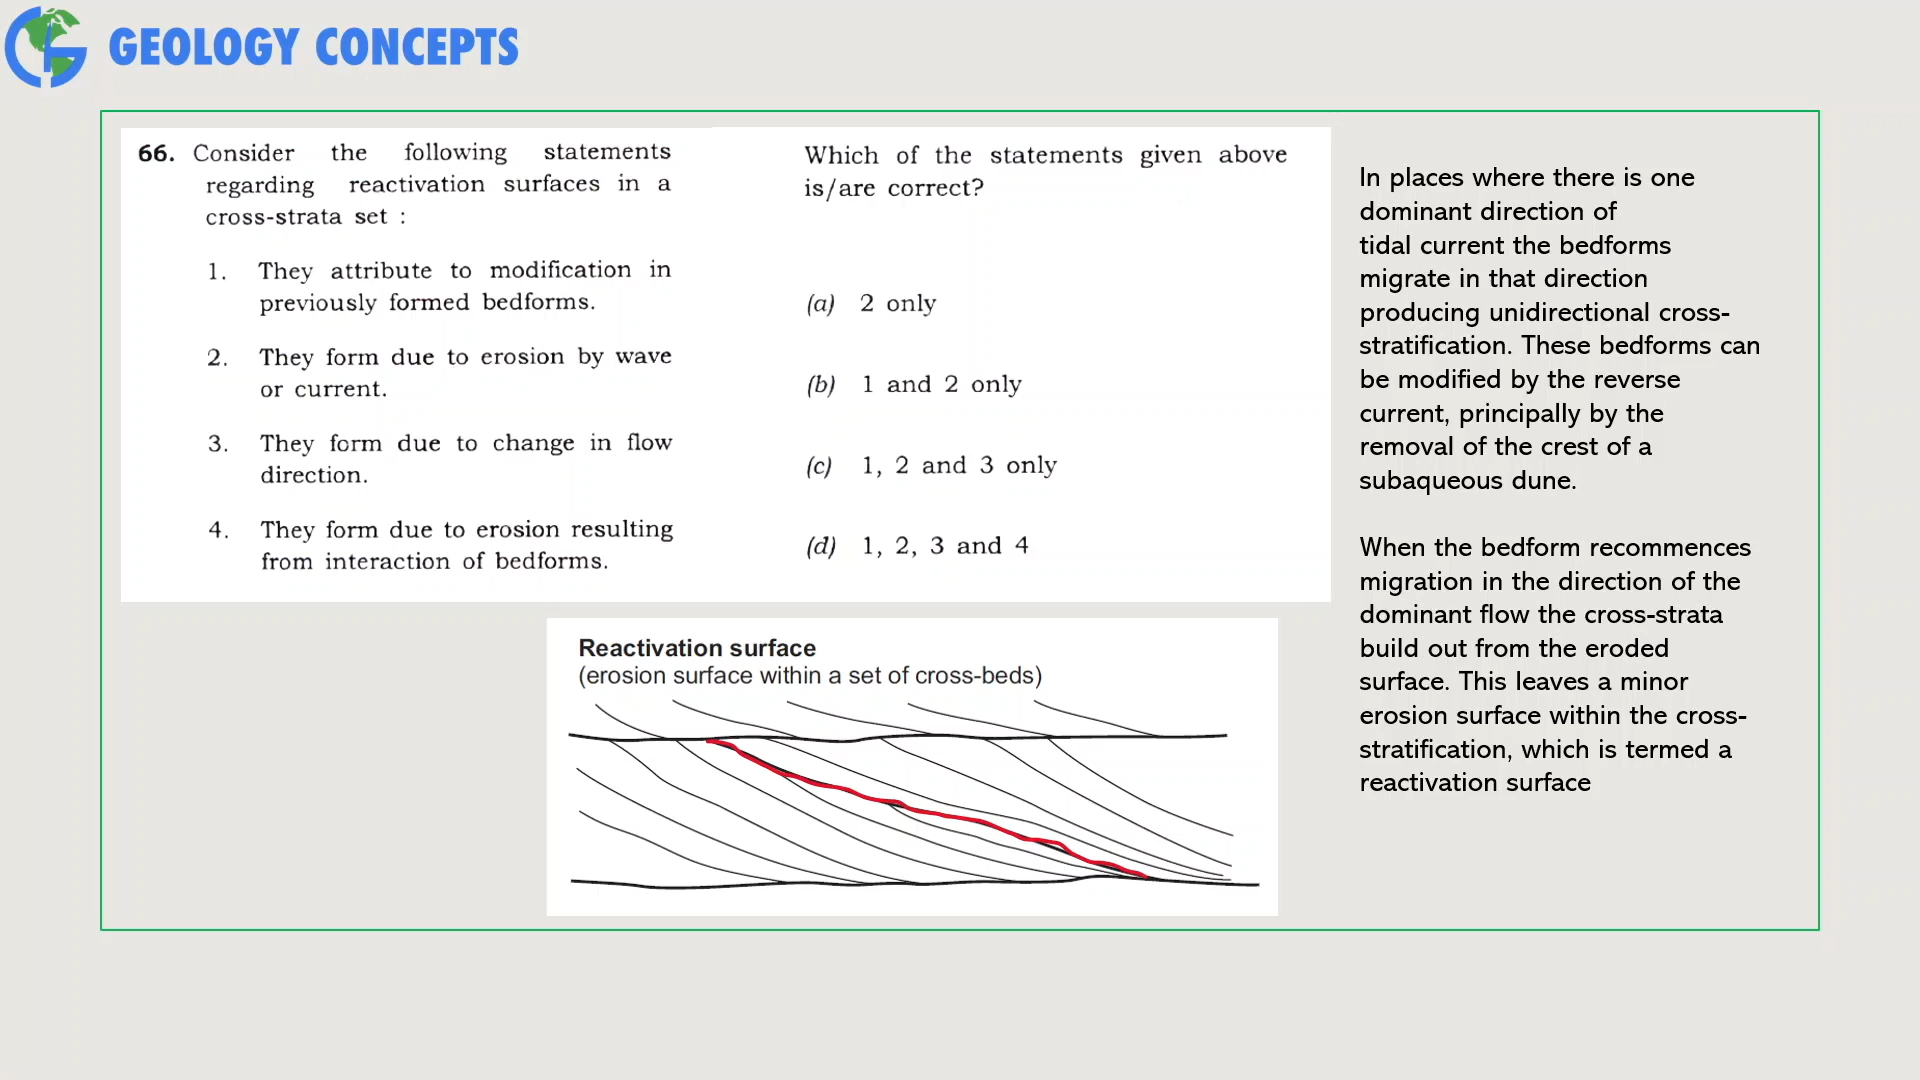 GEOLOGY CONCEPTS
66. Consider the following statements
regarding reactivation surfaces in a
cross-strata set :
1. They attribute to modification in
previously formed bedforms.
2. They form due to erosion by wave
or current.
3. They form due to change in flow
direction.
4. They form due to erosion resulting
from interaction of bedforms.
Which of the statements given above
is/are correct?
(a) 2 only
(b) 1 and 2 only
(c) 1, 2 and 3 only
(d) 1, 2, 3 and 4
Reactivation surface
(erosion surface within a set of cross-beds)
In places where there is one
dominant direction of
tidal current the bedforms
migrate in that direction
producing unidirectional cross-
stratification. These bedforms can
be modified by the reverse
current, principally by the
removal of the crest of a
subaqueous dune.
When the bedform recommences
migration in the direction of the
dominant flow the cross-strata
build out from the eroded
surface. This leaves a minor
erosion surface within the cross-
stratification, which is termed a
reactivation surface